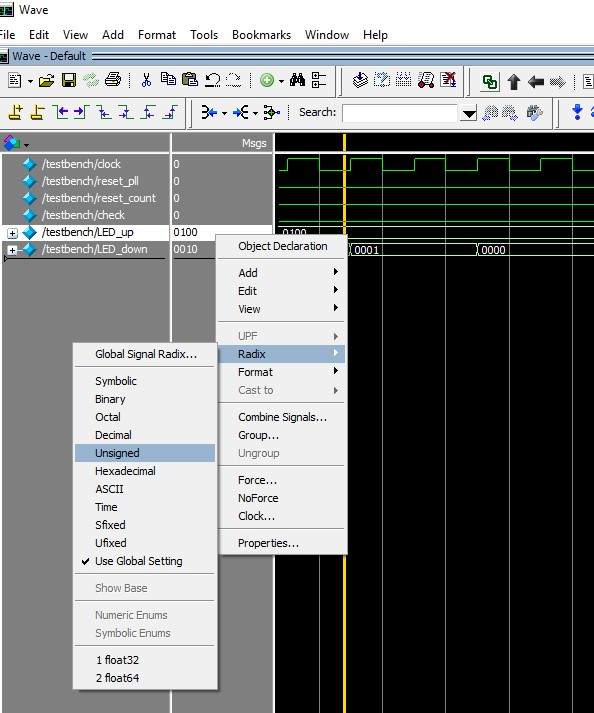 Wave
File Edit View Add Format Tools Bookmarks Window Help
Wave - Default
Search:
Msgs
/testbench/clock 0
/testbench/reset_pll 0
/testbench/reset_count 0
/testbench/check 0
/testbench/LED_up 0100 0100
/testbench/LED_down 0010 0001 0000
Object Declaration
Add
Edit
View
UPF
Radix
Format
Cast to
Combine Signals...
Group...
Ungroup
Force...
NoForce
Clock...
Properties...
Global Signal Radix...
Symbolic
Binary
Octal
Decimal
Unsigned
Hexadecimal
ASCII
Time
Sfixed
Ufixed
Use Global Setting
Show Base
Numeric Enums
Symbolic Enums
1 float32
2 float64